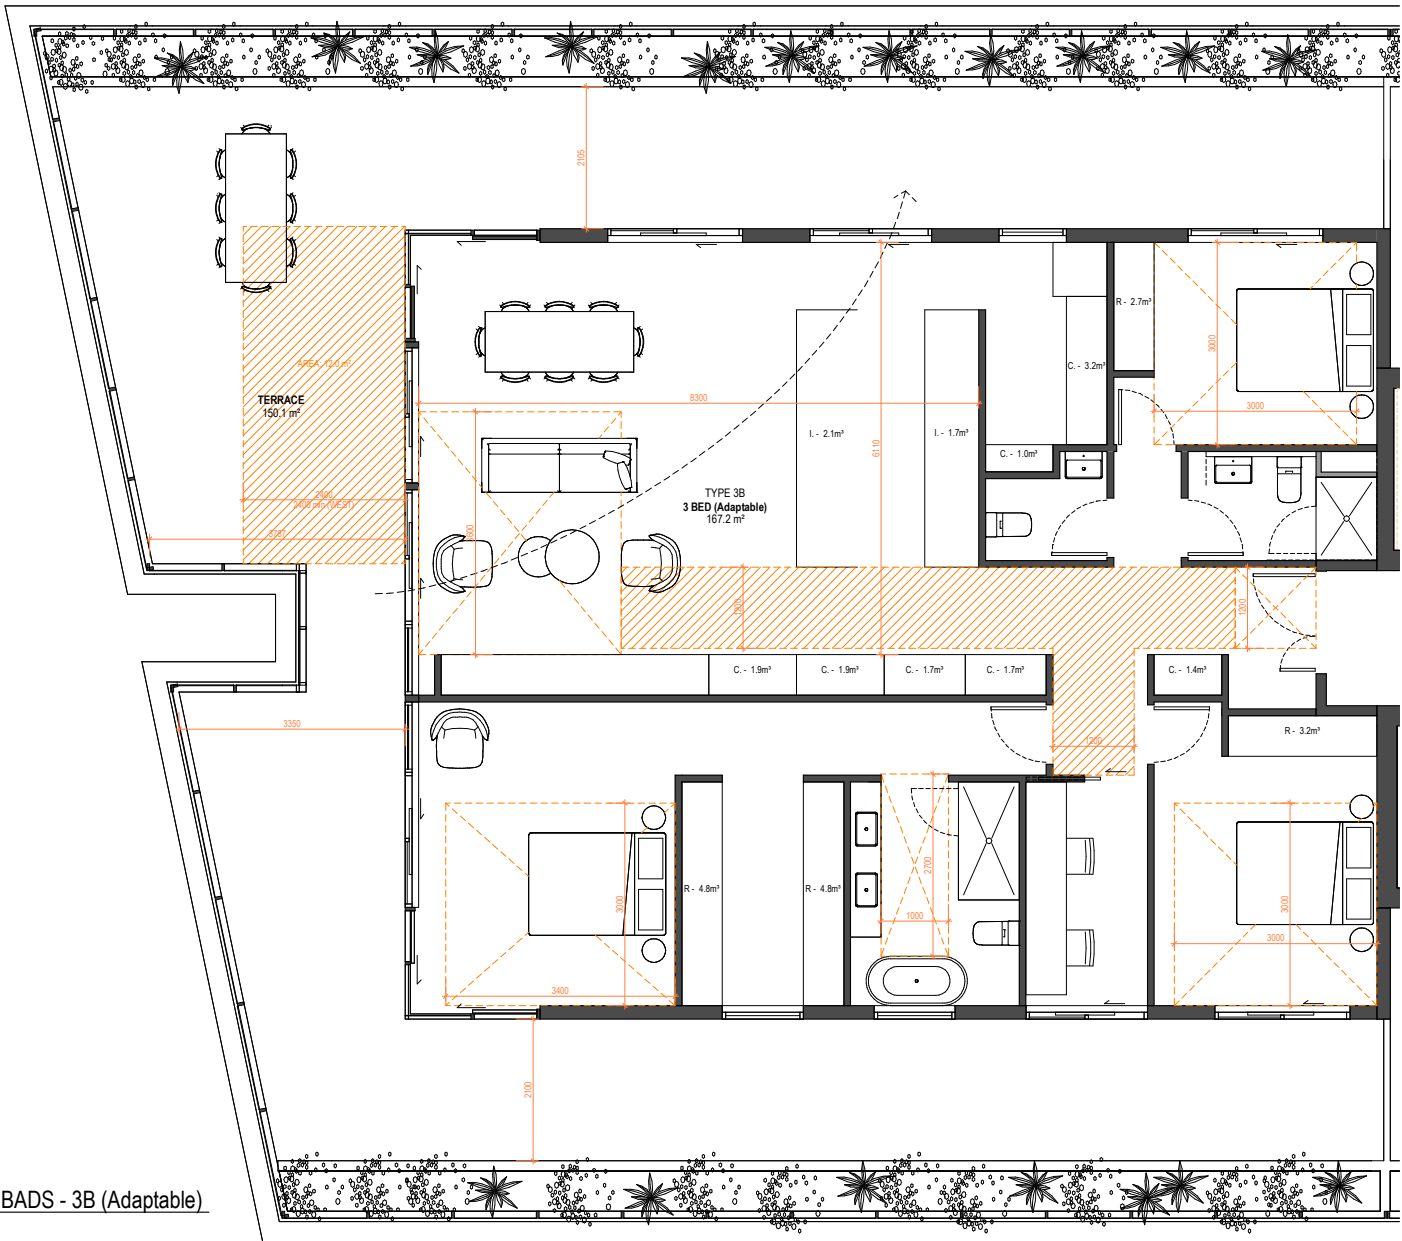 2105
AREA: 12.0 m²
TERRACE
150.1 m²
2400
2400 min (WEST)
3787
3350
8300
6110
3600
TYPE 3B
3 BED (Adaptable)
167.2 m²
I. - 2.1m³
I. - 1.7m³
C. - 3.2m³
C. - 1.0m³
R - 2.7m³
3000
3000
1200
1200
C. - 1.9m³
C. - 1.9m³
C. - 1.7m³
C. - 1.7m³
C. - 1.4m³
1200
R - 3.2m³
R - 4.8m³
R - 4.8m³
3000
3400
2700
1000
3000
3000
2100
BADS - 3B (Adaptable)